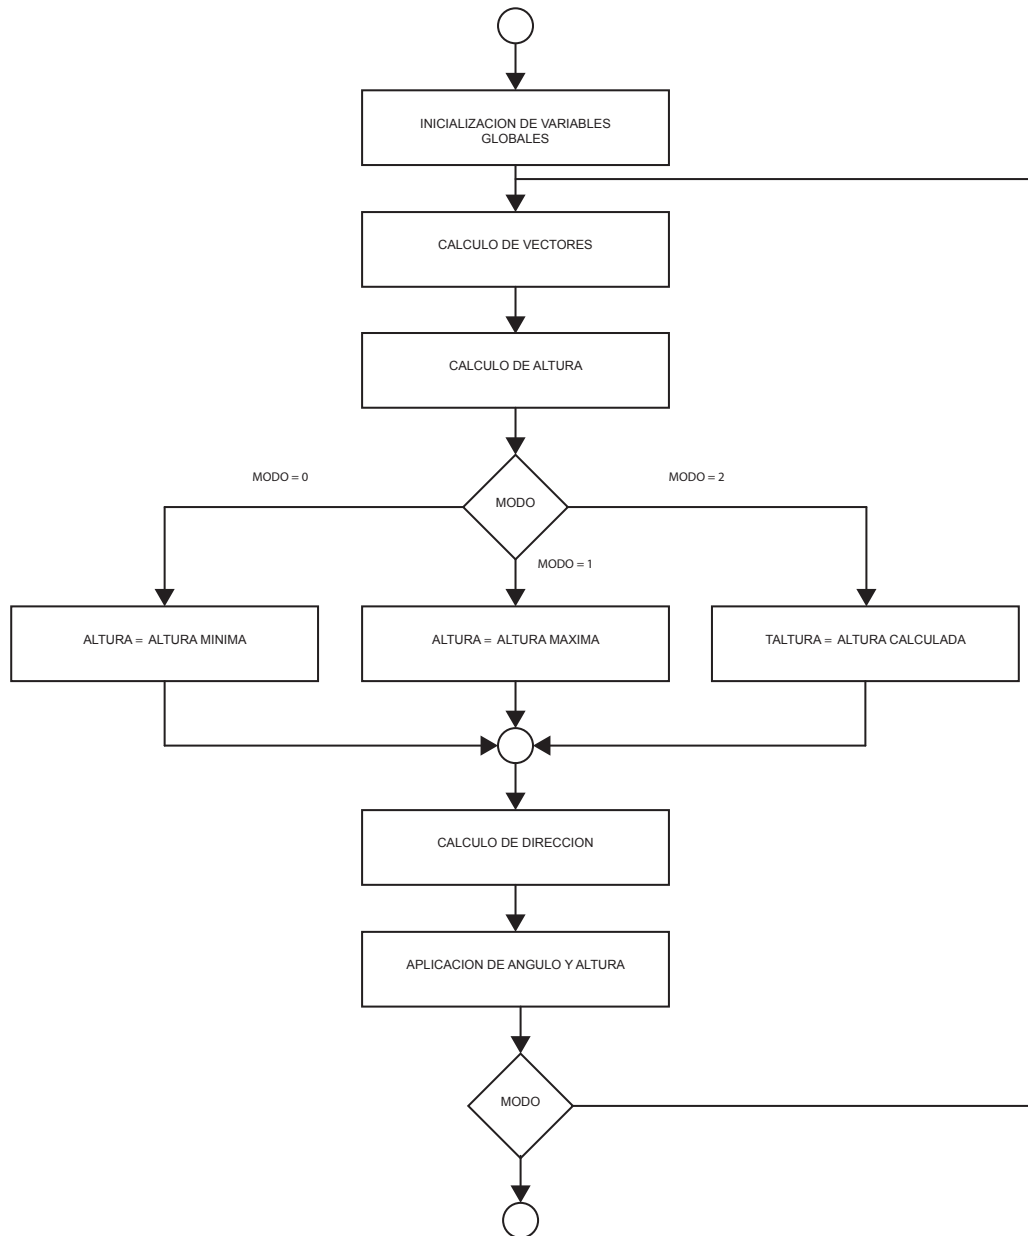 INICIALIZACION DE VARIABLES
GLOBALES
CALCULO DE VECTORES
CALCULO DE ALTURA
MODO = 0
MODO
MODO = 2
MODO = 1
ALTURA = ALTURA MINIMA
ALTURA = ALTURA MAXIMA
TALTURA = ALTURA CALCULADA
CALCULO DE DIRECCION
APLICACION DE ANGULO Y ALTURA
MODO